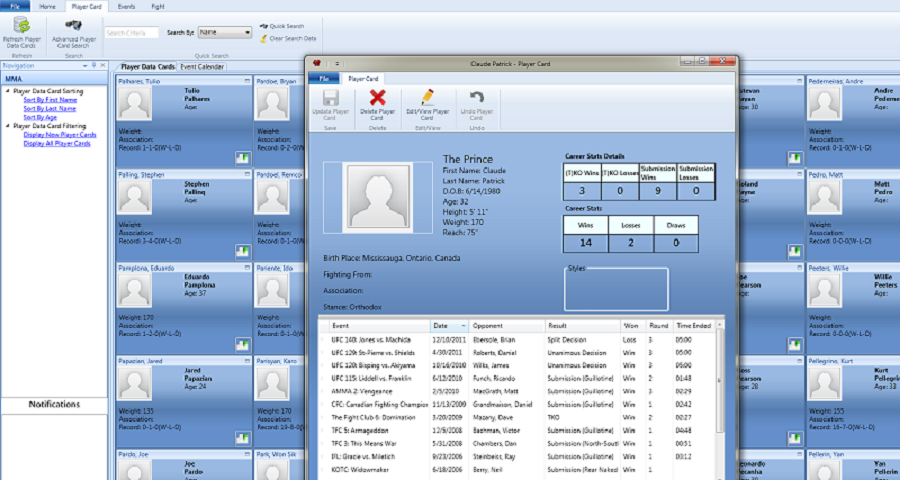 File Home Player Card Events Fight
Refresh Player Data Cards
Refresh
Advanced Player Card Search
Search
Search Criteria
Search By: Name
Quick Search
Clear Search Data
Quick Search
Navigation
MMA
Player Data Card Sorting
Sort By First Name
Sort By Last Name
Sort By Age
Player Data Card Filtering
Display New Player Cards
Display All Player Cards
Notifications
Player Data Cards Event Calendar
Palhares, Tulio
Tulio
Palhares
Age:
Weight:
Association:
Record: 1-1-0(W-L-D)
Pardoe, Bryan
Weight:
Association:
Record: 0-2-0(W-L
Palling, Stephen
Stephen
Palling
Age:
Weight:
Association:
Record: 3-4-0(W-L-D)
Pardoel, Remco
Weight:
Association:
Record: 0-1-0(W
Pamplona, Eduardo
Eduardo
Pamplona
Age: 37
Weight: 170
Association:
Record: 0-1-0(W-L-D)
Pariente, Ido
Weight:
Association:
Record: 0-1-0(W
Papazian, Jared
Jared
Papazian
Age: 24
Weight: 135
Association:
Record: 0-1-0(W-L-D)
Parisyan, Karo
Weight: 170
Association:
Pardo, Joe
Joe
Pardo
Park, Won Sik
Claude Patrick - Player Card
File Player Card
Update Player Card
Save
Delete Player Card
Delete
Edit/View Player Card
Edit/View
Undo Player Card
Undo
The Prince
First Name: Claude
Last Name: Patrick
D.O.B: 6/14/1980
Age: 32
Height: 5' 11"
Weight: 170
Reach: 75"
Career Stats Details
(T)KO Wins (T)KO Losses Submission Wins Submission Losses
3 0 9 0
Career Stats
Wins Losses Draws
14 2 0
Birth Place: Mississauga, Ontario, Canada
Fighting From:
Association:
Stance: Orthodox
Styles
Event Date Opponent Result Won Round Time Ended
UFC 140: Jones vs. Machida 12/10/2011 Ebersole, Brian Split Decision Loss 3 05:00
UFC 129: St-Pierre vs. Shields 4/30/2011 Roberts, Daniel Unanimous Decision Win 3 05:00
UFC 120: Bisping vs. Akiyama 10/16/2010 Wilks, James Unanimous Decision Win 3 05:00
UFC 115: Liddell vs. Franklin 6/12/2010 Funch, Ricardo Submission (Guillotine) Win 2 01:48
AMMA 2: Vengeance 2/5/2010 MacGrath, Matt Submission (Guillotine) Win 3 02:29
CFC: Canadian Fighting Champion 11/13/2009 Grandmaison, Daniel Submission (Guillotine) Win 1 02:42
The Fight Club 6: Domination 3/20/2009 Mazany, Dave TKO Win 2 02:27
TFC 5: Armageddon 12/5/2008 Bachman, Victor Submission (Guillotine) Win 1 04:48
TFC 3: This Means War 5/31/2008 Chambers, Dan Submission (North-South Win 1 00:51
IFL: Gracie vs. Miletich 9/23/2006 Steinbeiss, Ray Submission (Guillotine) Win 1 00:12
KOTC: Widowmaker 6/18/2006 Berry, Neil Submission (Rear Naked Win 1
Pederneiras, Andre
Andre
Age:
Weight:
Association:
Record: 0-1-0(W-L-D)
Pedro, Matt
Matt
Pedro
Age:
Weight:
Association:
Record: 0-0-0(W-L-D)
Peeters, Willie
Willie
Peeters
Age:
Weight:
Association:
Record: 0-0-0(W-L-D)
Pellegrino, Kurt
Kurt
Age: 33
Weight: 155
Association:
Record: 16-7-0(W-L-D)
Pellerin, Yan
Yan
Pellerin